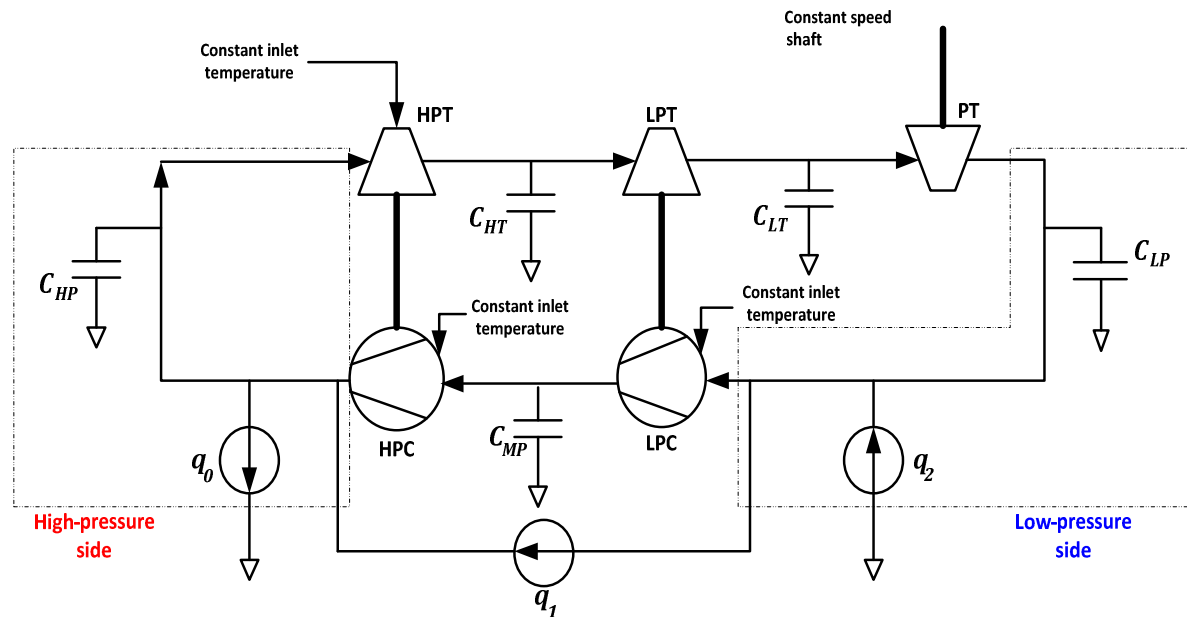 Constant speed
shaft
Constant inlet
temperature
HPT
LPT
PT
C_HT
C_LT
C_LP
C_HP
Constant inlet
temperature
Constant inlet
temperature
HPC
C_MP
LPC
q_0
q_2
High-pressure
side
Low-pressure
side
q_1